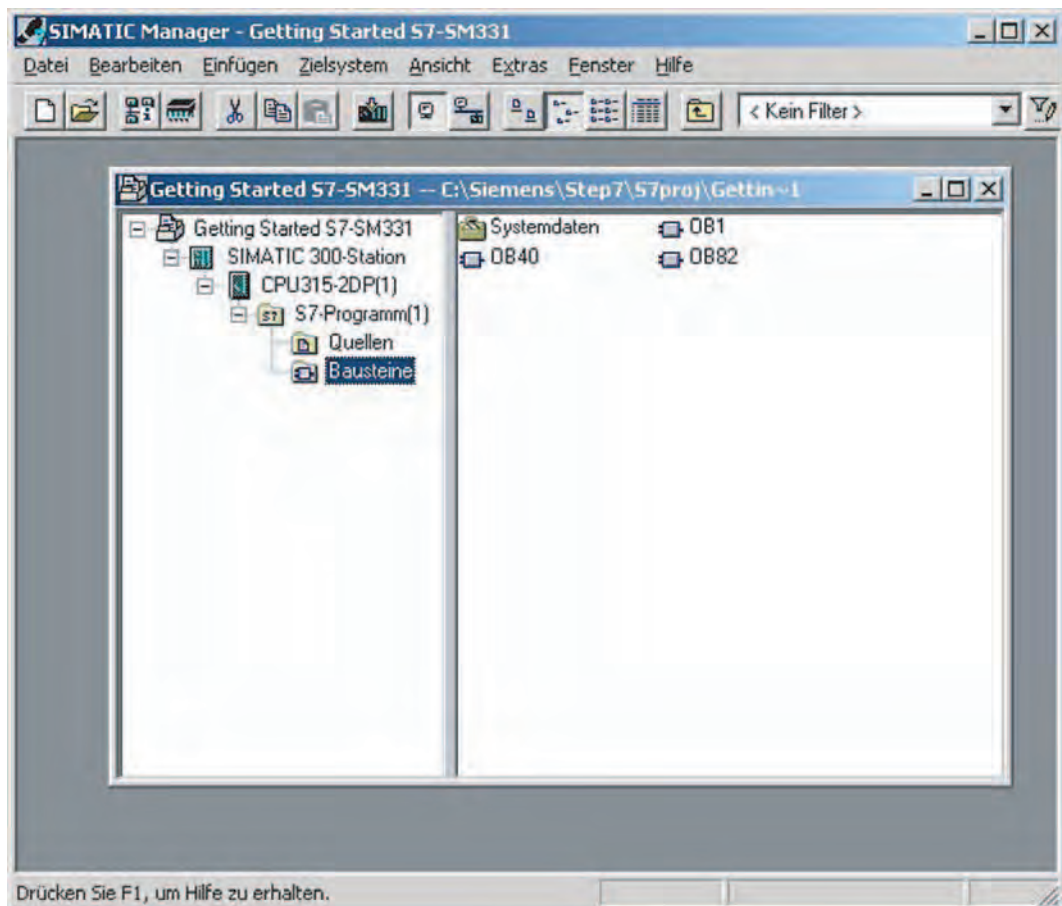 SIMATIC Manager - Getting Started S7-SM331
Datei Bearbeiten Einfügen Zielsystem Ansicht Extras Fenster Hilfe
< Kein Filter >
Getting Started S7-SM331 -- C:\Siemens\Step7\S7proj\Gettin~1
Getting Started S7-SM331
SIMATIC 300-Station
CPU315-2DP(1)
S7-Programm(1)
Quellen
Bausteine
Systemdaten OB1
OB40 OB82
Drücken Sie F1, um Hilfe zu erhalten.